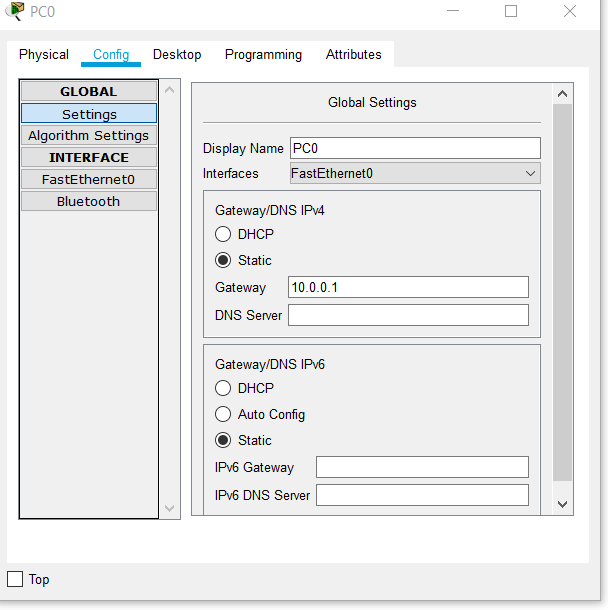 PC0
Physical Config Desktop Programming Attributes
GLOBAL
Settings
Algorithm Settings
INTERFACE
FastEthernet0
Bluetooth
Global Settings
Display Name PC0
Interfaces FastEthernet0
Gateway/DNS IPv4
DHCP
Static
Gateway 10.0.0.1
DNS Server
Gateway/DNS IPv6
DHCP
Auto Config
Static
IPv6 Gateway
IPv6 DNS Server
Top